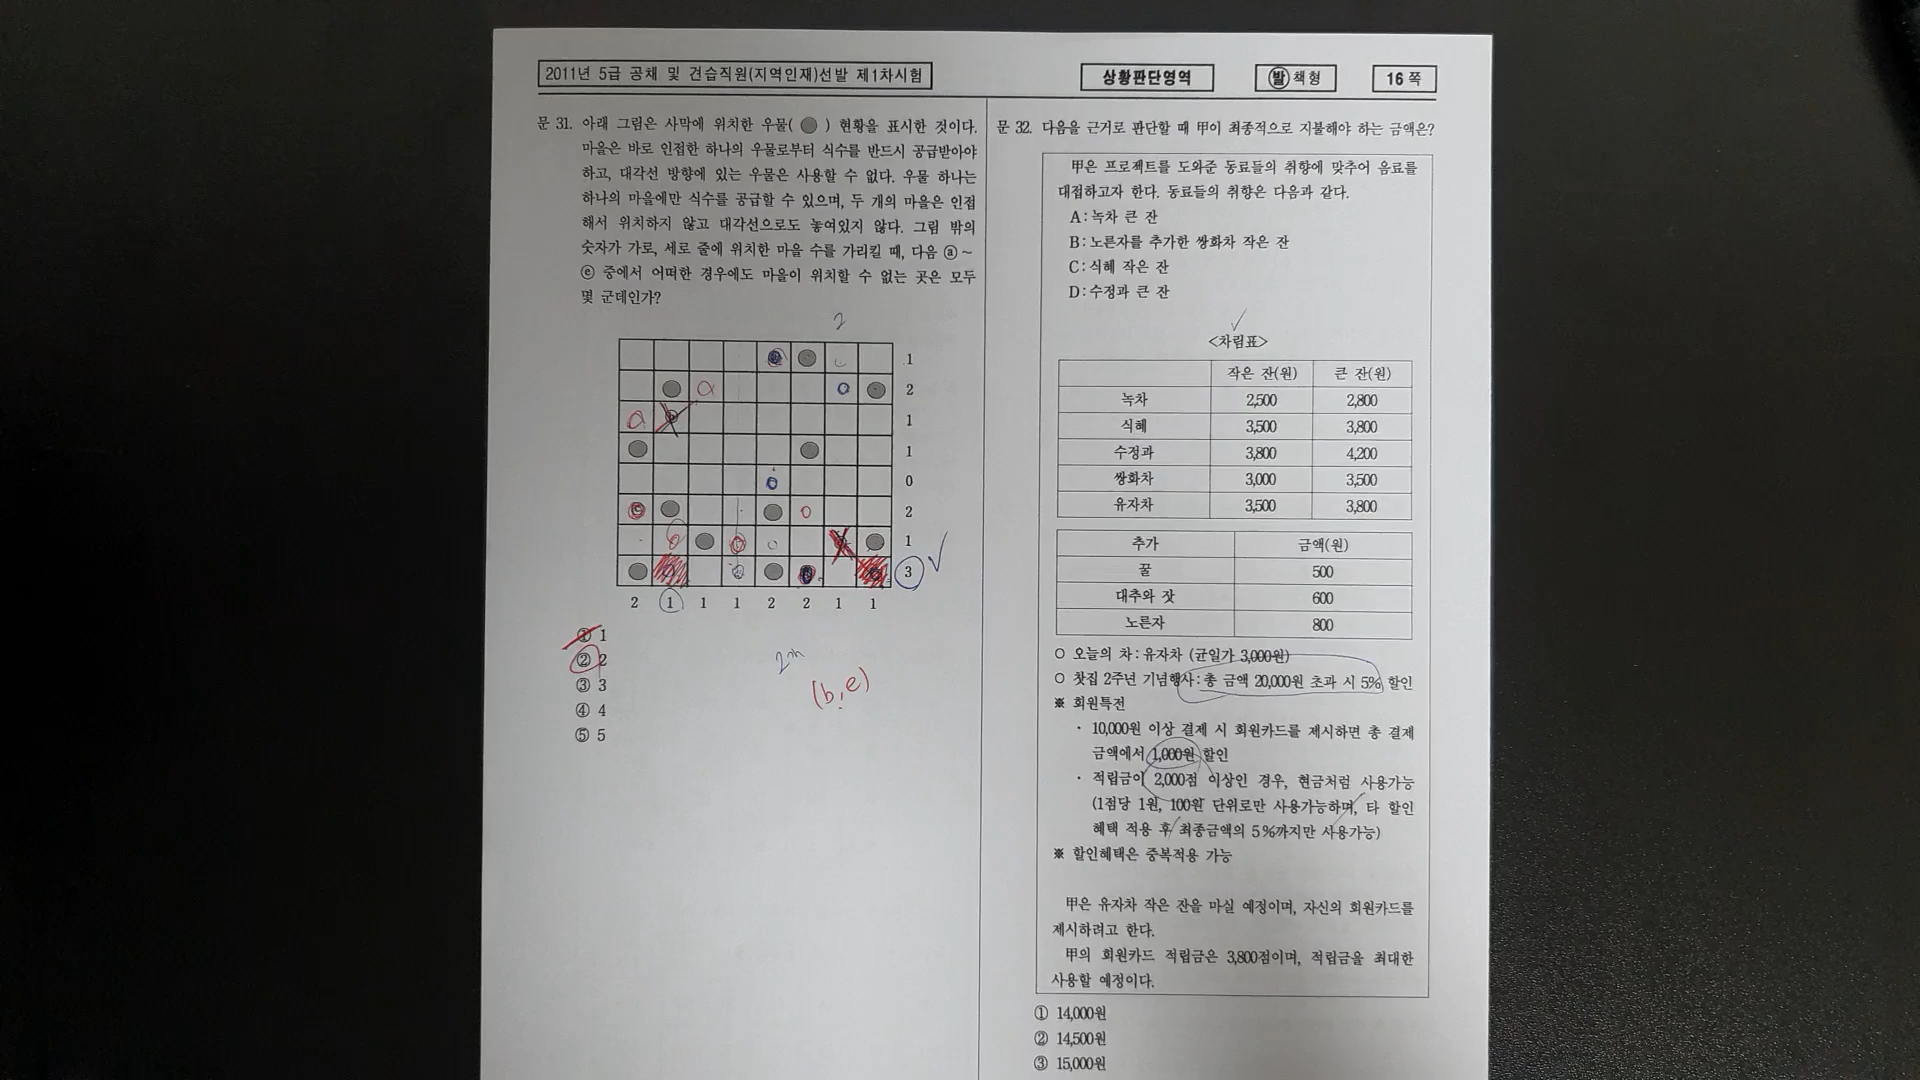 2011년 5급 공채 및 견습직원(지역인재)선발 제1차시험
상황판단영역
발 책형
16 쪽
문 31. 아래 그림은 사막에 위치한 우물( ) 현황을 표시한 것이다.
마을은 바로 인접한 하나의 우물로부터 식수를 반드시 공급받아야
하고, 대각선 방향에 있는 우물은 사용할 수 없다. 우물 하나는
하나의 마을에만 식수를 공급할 수 있으며, 두 개의 마을은 인접
해서 위치하지 않고 대각선으로도 놓여있지 않다. 그림 밖의
숫자가 가로, 세로 줄에 위치한 마을 수를 가리킬 때, 다음 ⓐ～
ⓔ 중에서 어떠한 경우에도 마을이 위치할 수 없는 곳은 모두
몇 군데인가?
2
1
2
1
1
0
2
1
3
2 1 1 1 2 2 1 1
① 1
② 2
③ 3
④ 4
⑤ 5
(b, e)
문 32. 다음을 근거로 판단할 때 甲이 최종적으로 지불해야 하는 금액은?
甲은 프로젝트를 도와준 동료들의 취향에 맞추어 음료를
대접하고자 한다. 동료들의 취향은 다음과 같다.
A : 녹차 큰 잔
B : 노른자를 추가한 쌍화차 작은 잔
C : 식혜 작은 잔
D : 수정과 큰 잔
<차림표>
작은 잔(원) 큰 잔(원)
녹차 2,500 2,800
식혜 3,500 3,800
수정과 3,800 4,200
쌍화차 3,000 3,500
유자차 3,500 3,800
추가 금액(원)
꿀 500
대추와 잣 600
노른자 800
○ 오늘의 차 : 유자차 (균일가 3,000원)
○ 찻집 2주년 기념행사 : 총 금액 20,000원 초과 시 5% 할인
※ 회원특전
· 10,000원 이상 결제 시 회원카드를 제시하면 총 결제
금액에서 1,000원 할인
· 적립금이 2,000점 이상인 경우, 현금처럼 사용가능
(1점당 1원, 100원 단위로만 사용가능하며, 타 할인
혜택 적용 후 최종금액의 5%까지만 사용가능)
※ 할인혜택은 중복적용 가능
甲은 유자차 작은 잔을 마실 예정이며, 자신의 회원카드를
제시하려고 한다.
甲의 회원카드 적립금은 3,800점이며, 적립금을 최대한
사용할 예정이다.
① 14,000원
② 14,500원
③ 15,000원